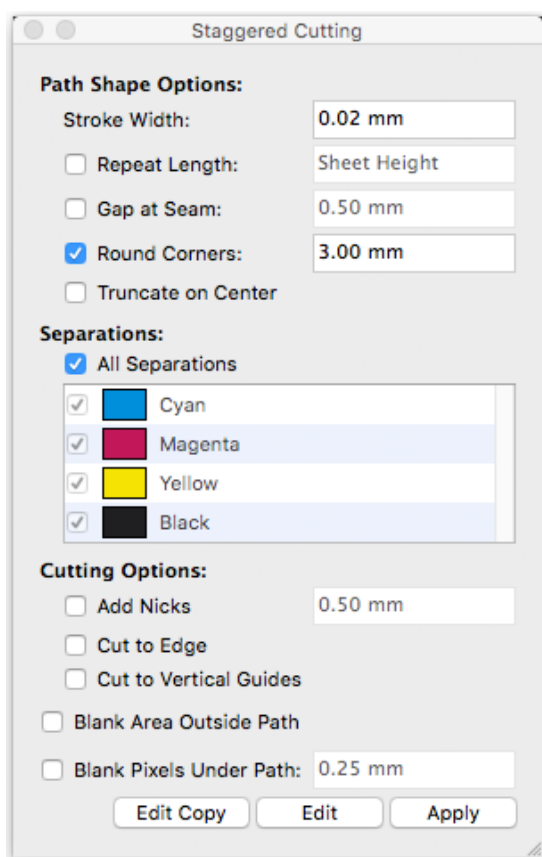 Staggered Cutting
Path Shape Options:
Stroke Width: 0.02 mm
Repeat Length: Sheet Height
Gap at Seam: 0.50 mm
Round Corners: 3.00 mm
Truncate on Center
Separations:
All Separations
Cyan
Magenta
Yellow
Black
Cutting Options:
Add Nicks 0.50 mm
Cut to Edge
Cut to Vertical Guides
Blank Area Outside Path
Blank Pixels Under Path: 0.25 mm
Edit Copy Edit Apply